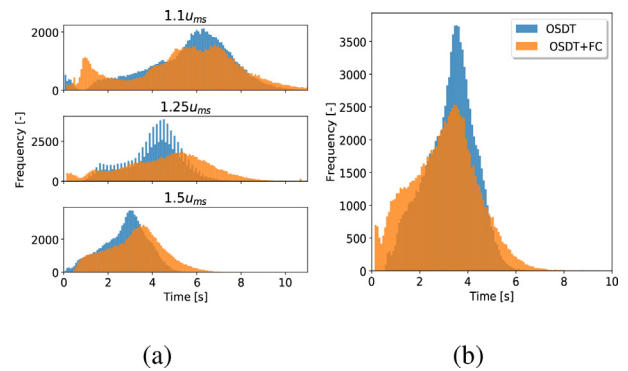 1.1u_ms
2000
0
Frequency [-]
1.25u_ms
2500
0
Frequency [-]
1.5u_ms
2000
0
Frequency [-]
0 2 4 6 8 10
Time [s]
(a)
OSDT
OSDT+FC
3500
3000
2500
2000
1500
1000
500
0
Frequency [-]
0 2 4 6 8 10
Time [s]
(b)